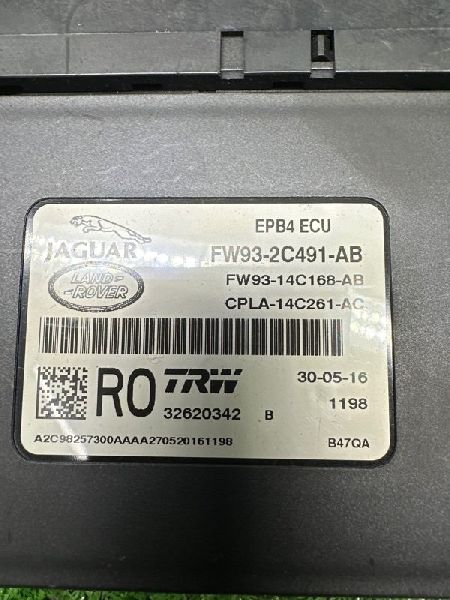 EPB4 ECU
JAGUAR
FW93-2C491-AB
LAND-
ROVER
FW93-14C168-AB
CPLA-14C261-AC
RO TRW
30-05-16
32620342 B
1198
A2C98257300AAAA270520161198
B47QA